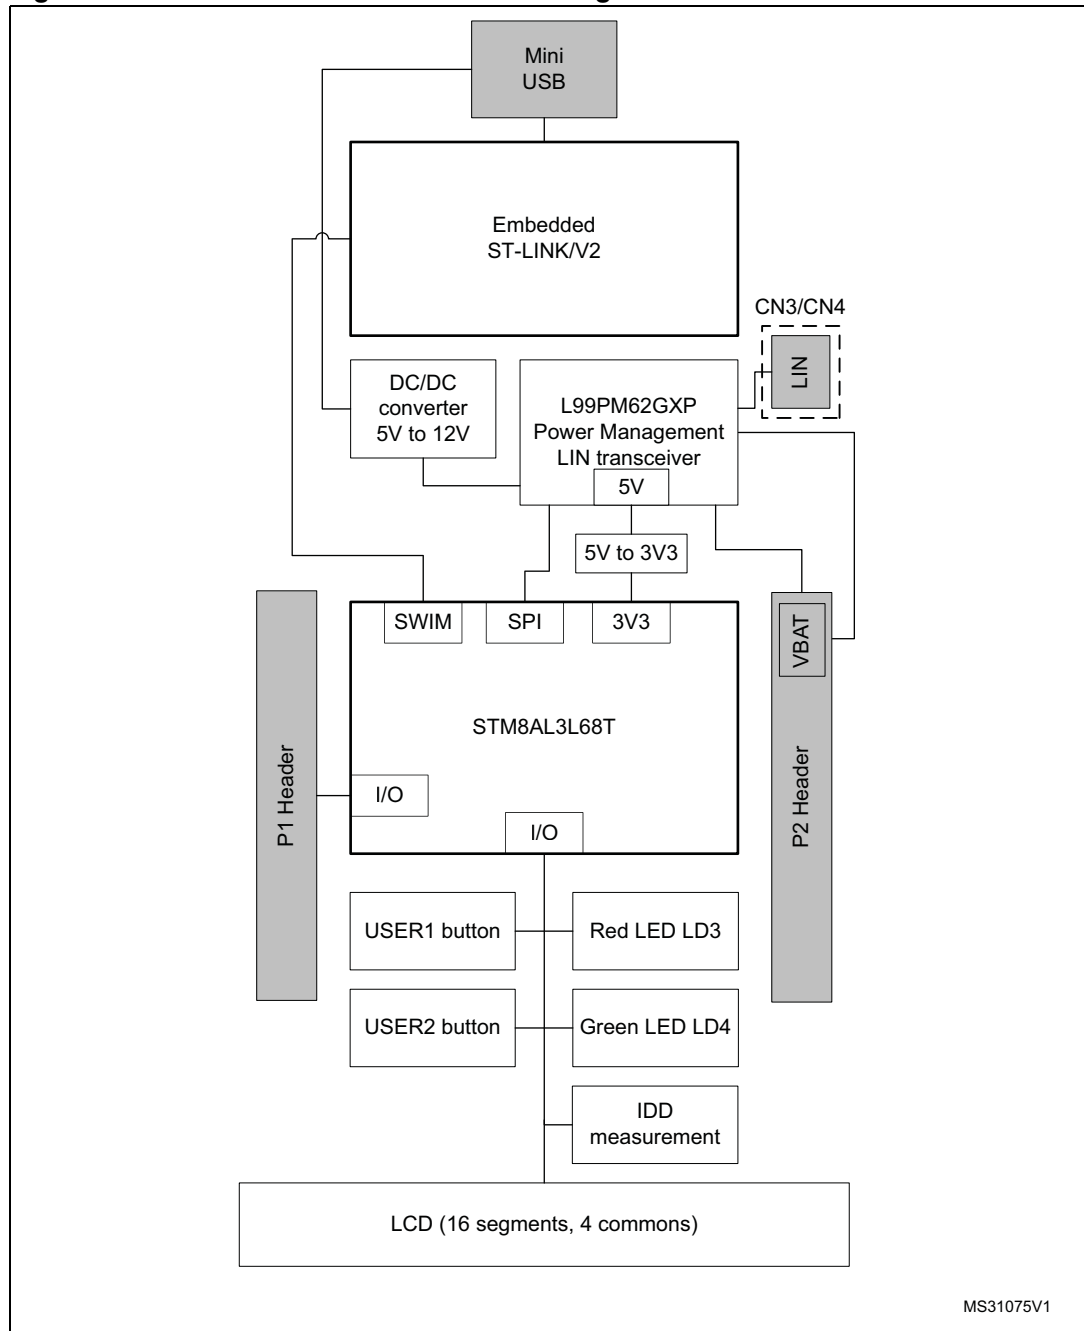 Mini
USB
Embedded
ST-LINK/V2
CN3/CN4
LIN
DC/DC
converter
5V to 12V
L99PM62GXP
Power Management
LIN transceiver
5V
5V to 3V3
SWIM
SPI
3V3
VBAT
STM8AL3L68T
P1 Header
I/O
I/O
P2 Header
USER1 button
Red LED LD3
USER2 button
Green LED LD4
IDD
measurement
LCD (16 segments, 4 commons)
MS31075V1